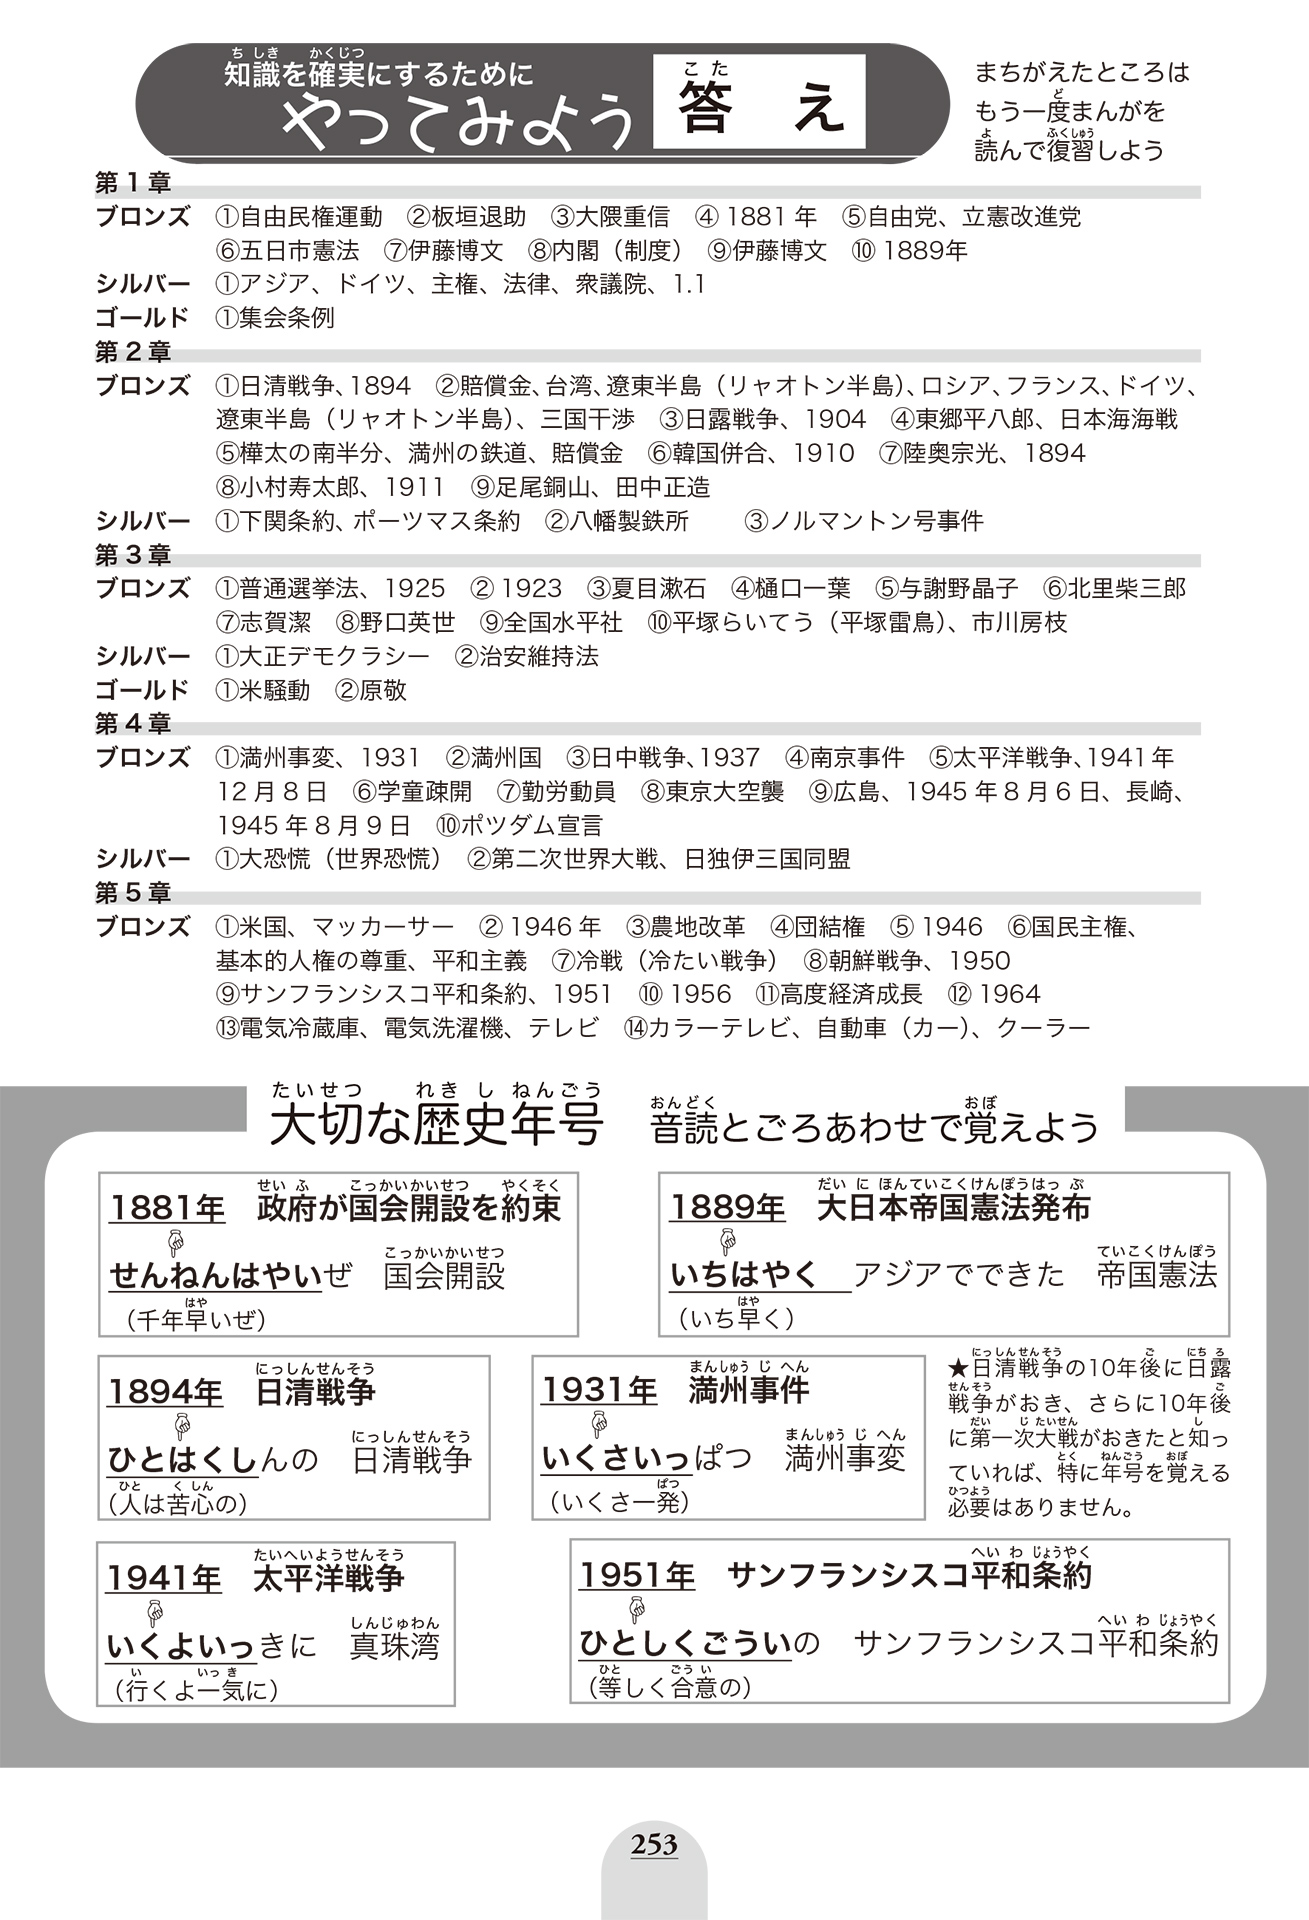 知識を確実にするために
やってみよう 答え
まちがえたところは
もう一度まんがを
読んで復習しよう
第1章
ブロンズ ①自由民権運動 ②板垣退助 ③大隈重信 ④1881年 ⑤自由党、立憲改進党
⑥五日市憲法 ⑦伊藤博文 ⑧内閣（制度） ⑨伊藤博文 ⑩1889年
シルバー ①アジア、ドイツ、主権、法律、衆議院、1.1
ゴールド ①集会条例
第2章
ブロンズ ①日清戦争、1894 ②賠償金、台湾、遼東半島（リャオトン半島）、ロシア、フランス、ドイツ、
遼東半島（リャオトン半島）、三国干渉 ③日露戦争、1904 ④東郷平八郎、日本海海戦
⑤樺太の南半分、満州の鉄道、賠償金 ⑥韓国併合、1910 ⑦陸奥宗光、1894
⑧小村寿太郎、1911 ⑨足尾銅山、田中正造
シルバー ①下関条約、ポーツマス条約 ②八幡製鉄所 ③ノルマントン号事件
第3章
ブロンズ ①普通選挙法、1925 ②1923 ③夏目漱石 ④樋口一葉 ⑤与謝野晶子 ⑥北里柴三郎
⑦志賀潔 ⑧野口英世 ⑨全国水平社 ⑩平塚らいてう（平塚雷鳥）、市川房枝
シルバー ①大正デモクラシー ②治安維持法
ゴールド ①米騒動 ②原敬
第4章
ブロンズ ①満州事変、1931 ②満州国 ③日中戦争、1937 ④南京事件 ⑤太平洋戦争、1941年
12月8日 ⑥学童疎開 ⑦勤労動員 ⑧東京大空襲 ⑨広島、1945年8月6日、長崎、
1945年8月9日 ⑩ポツダム宣言
シルバー ①大恐慌（世界恐慌） ②第二次世界大戦、日独伊三国同盟
第5章
ブロンズ ①米国、マッカーサー ②1946年 ③農地改革 ④団結権 ⑤1946 ⑥国民主権、
基本的人権の尊重、平和主義 ⑦冷戦（冷たい戦争） ⑧朝鮮戦争、1950
⑨サンフランシスコ平和条約、1951 ⑩1956 ⑪高度経済成長 ⑫1964
⑬電気冷蔵庫、電気洗濯機、テレビ ⑭カラーテレビ、自動車（カー）、クーラー
大切な歴史年号 音読とごろあわせで覚えよう
1881年 政府が国会開設を約束
せんねんはやいぜ 国会開設
（千年早いぜ）
1889年 大日本帝国憲法発布
いちはやく アジアでできた 帝国憲法
（いち早く）
1894年 日清戦争
ひとはくしんの 日清戦争
（人は苦心の）
1931年 満州事件
いくさいっぱつ 満州事変
（いくさ一発）
★日清戦争の10年後に日露
戦争がおき、さらに10年後
に第一次大戦がおきたと知っ
ていれば、特に年号を覚える
必要はありません。
1941年 太平洋戦争
いくよいっきに 真珠湾
（行くよ一気に）
1951年 サンフランシスコ平和条約
ひとしくごういの サンフランシスコ平和条約
（等しく合意の）
253